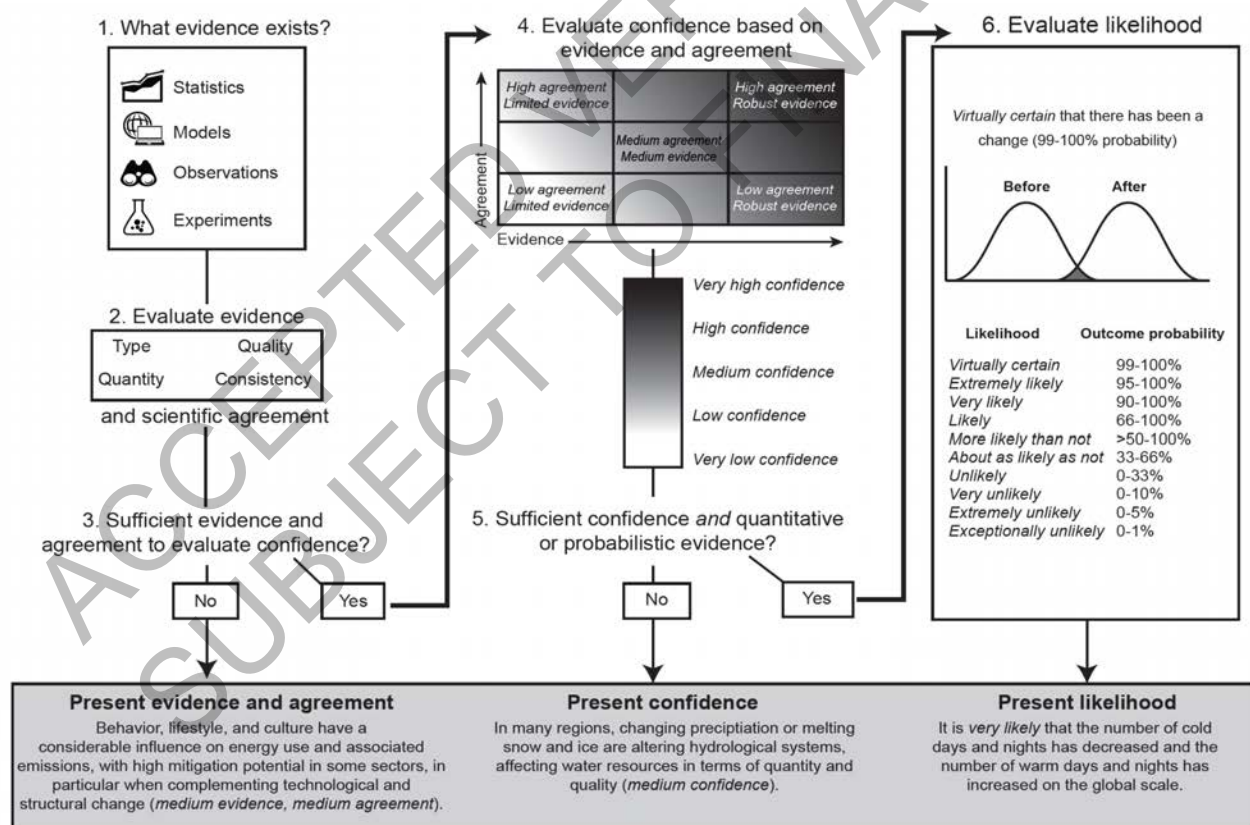 1. What evidence exists?
Statistics
Models
Observations
Experiments
2. Evaluate evidence
Type Quality
Quantity Consistency
and scientific agreement
3. Sufficient evidence and
agreement to evaluate confidence?
No
Yes
4. Evaluate confidence based on
evidence and agreement
Agreement
High agreement
Limited evidence
High agreement
Robust evidence
Medium agreement
Medium evidence
Low agreement
Limited evidence
Low agreement
Robust evidence
Evidence
Very high confidence
High confidence
Medium confidence
Low confidence
Very low confidence
5. Sufficient confidence and quantitative
or probabilistic evidence?
No
Yes
6. Evaluate likelihood
Virtually certain that there has been a
change (99-100% probability)
Before After
Likelihood Outcome probability
Virtually certain 99-100%
Extremely likely 95-100%
Very likely 90-100%
Likely 66-100%
More likely than not >50-100%
About as likely as not 33-66%
Unlikely 0-33%
Very unlikely 0-10%
Extremely unlikely 0-5%
Exceptionally unlikely 0-1%
Present evidence and agreement
Behavior, lifestyle, and culture have a
considerable influence on energy use and associated
emissions, with high mitigation potential in some sectors, in
particular when complementing technological and
structural change (medium evidence, medium agreement).
Present confidence
In many regions, changing preciptiation or melting
snow and ice are altering hydrological systems,
affecting water resources in terms of quantity and
quality (medium confidence).
Present likelihood
It is very likely that the number of cold
days and nights has decreased and the
number of warm days and nights has
increased on the global scale.
ACCEPTED VE
SUBJECT TO FINA